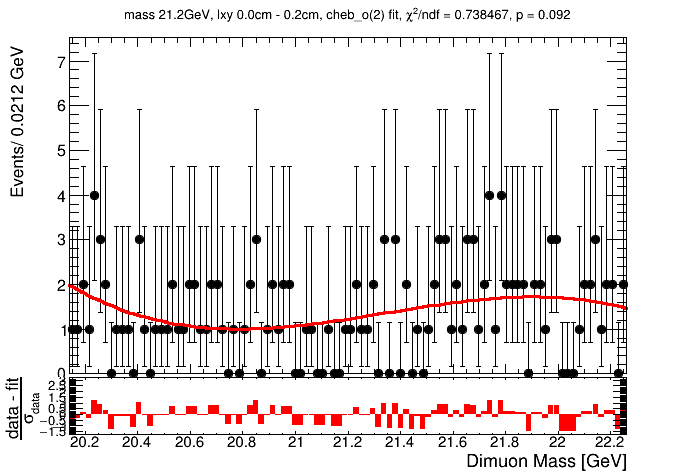 mass 21.2GeV, lxy 0.0cm - 0.2cm, cheb_o(2) fit, χ²/ndf = 0.738467, p = 0.092
Events/ 0.0212 GeV
7
6
5
4
3
2
1
0
data - fit
σdata
20.2 20.4 20.6 20.8 21 21.2 21.4 21.6 21.8 22 22.2
Dimuon Mass [GeV]